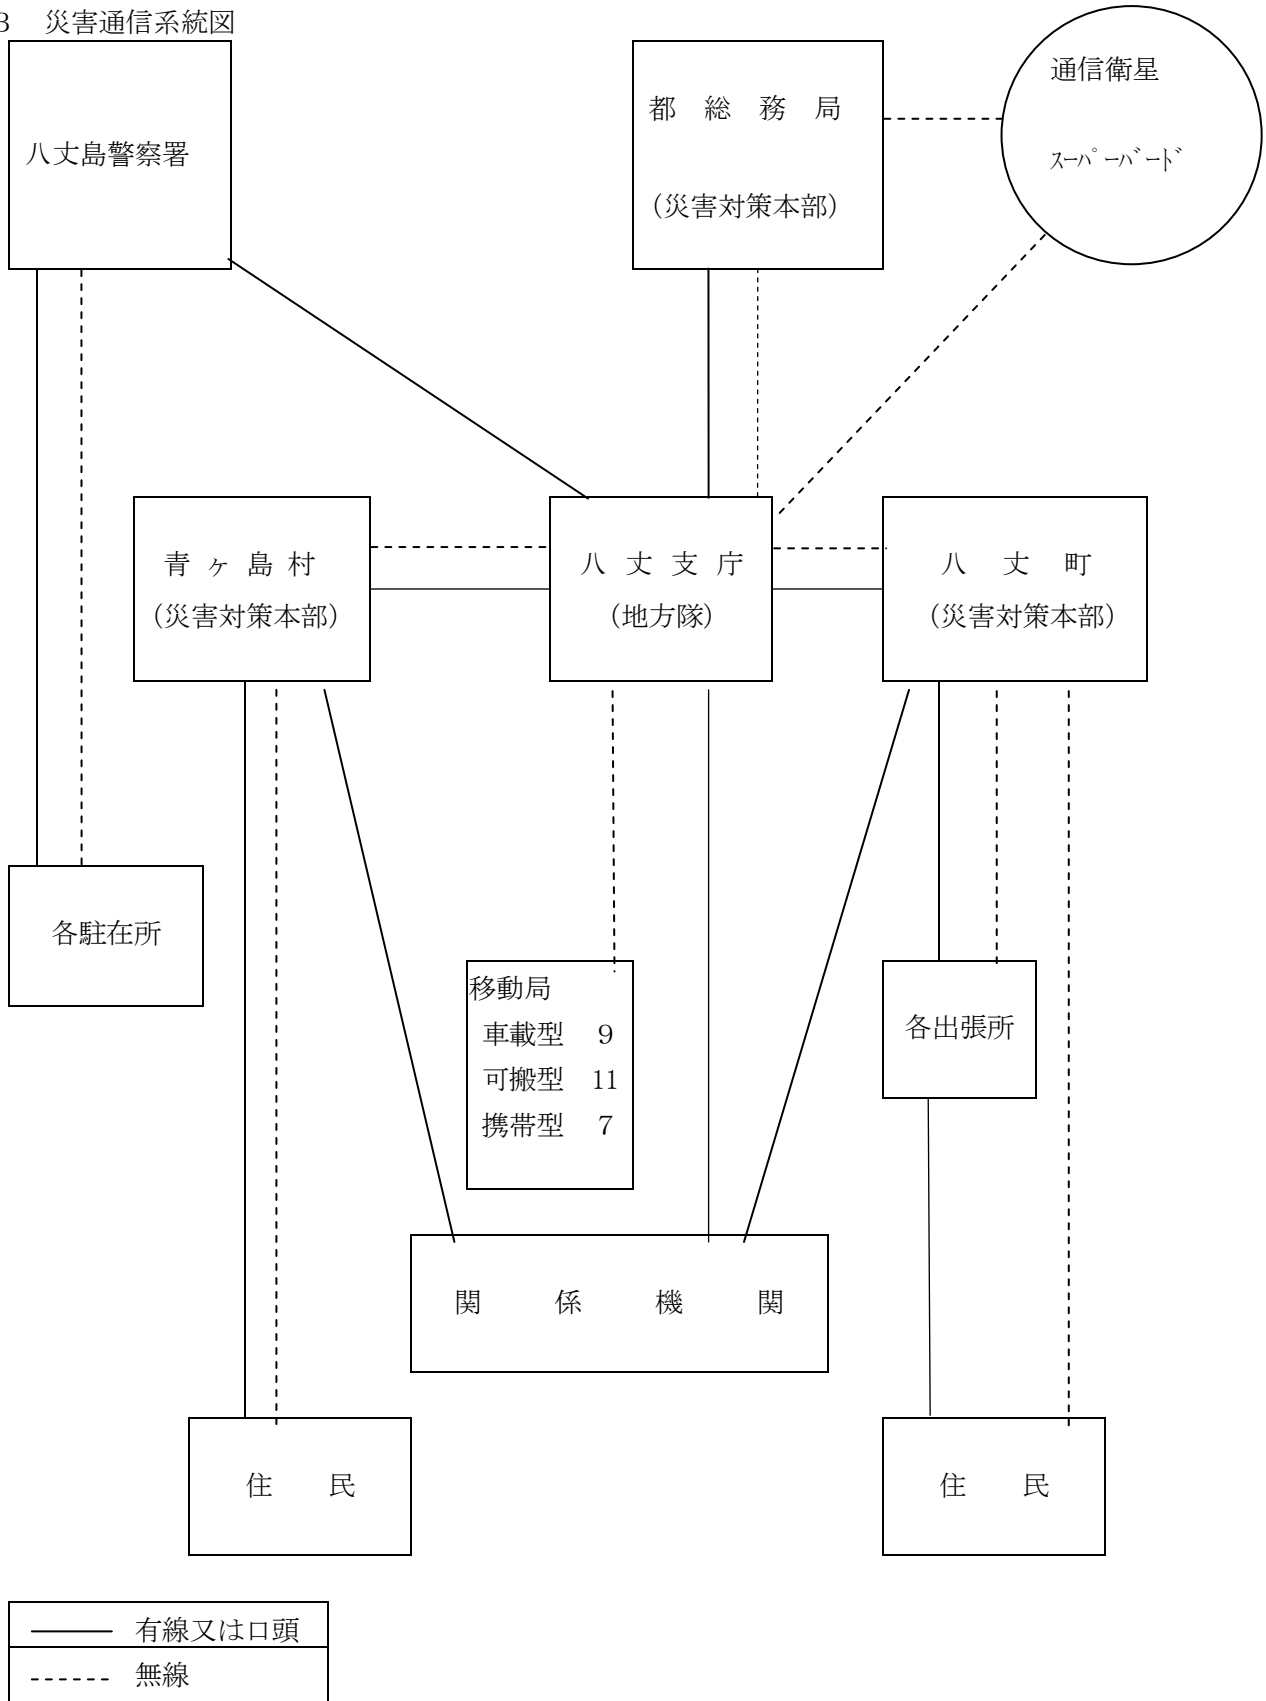 3　災害通信系統図
八丈島警察署
都　総　務　局
（災害対策本部）
通信衛星
ｽｰﾊﾟｰﾊﾞｰﾄﾞ
青ヶ島村
（災害対策本部）
八丈支庁
（地方隊）
八　丈　町
（災害対策本部）
各駐在所
移動局
車載型　9
可搬型　11
携帯型　7
各出張所
関　係　機　関
住　民
住　民
有線又は口頭
無線